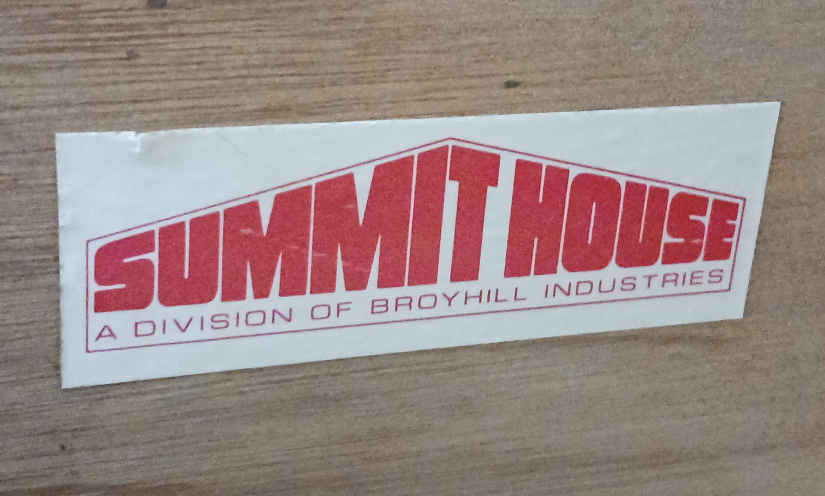 SUMMIT HOUSE
A DIVISION OF BROYHILL INDUSTRIES